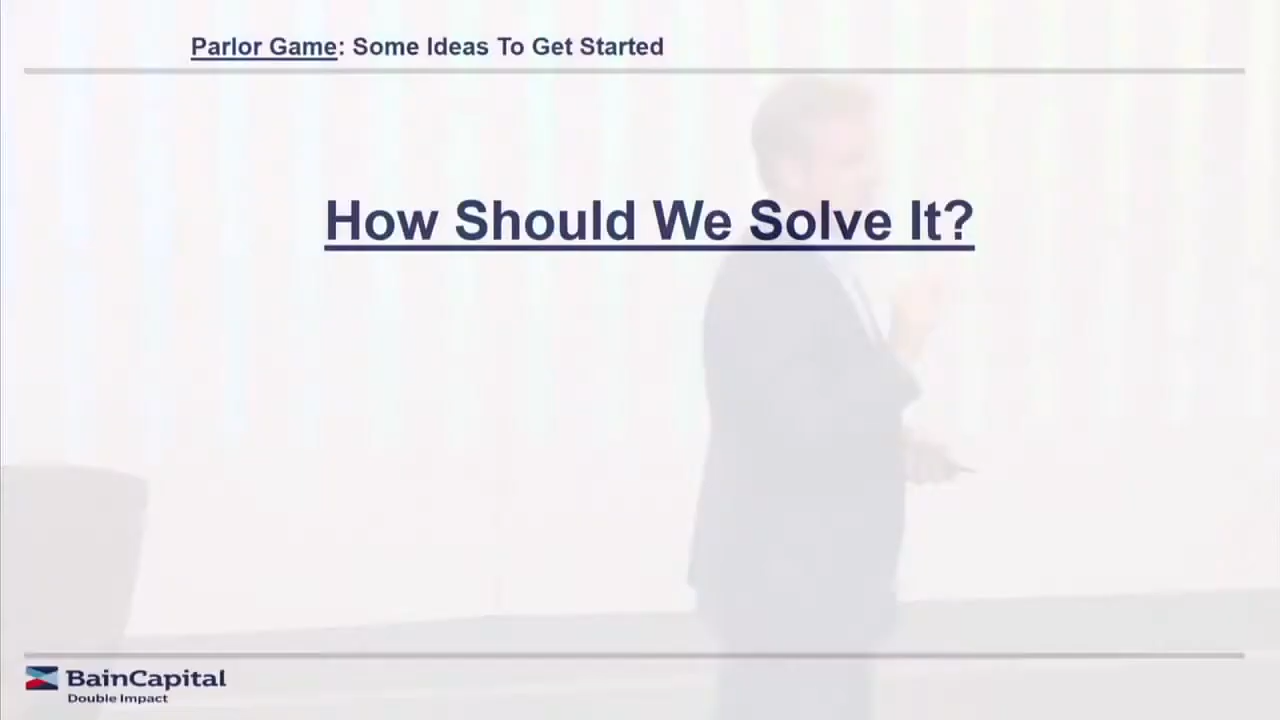 Parlor Game: Some Ideas To Get Started
How Should We Solve It?
BainCapital
Double Impact